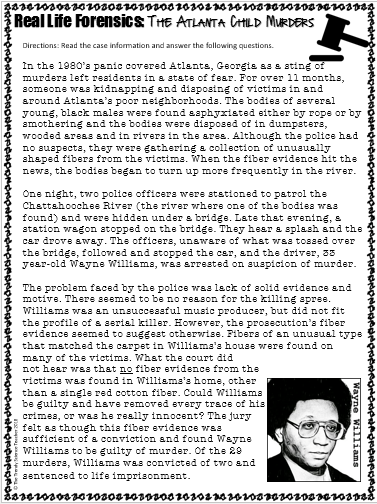 Real Life Forensics: The Atlanta Child Murders
Directions: Read the case information and answer the following questions.
In the 1980's panic covered Atlanta, Georgia as a sting of
murders left residents in a state of fear. For over 11 months,
someone was kidnapping and disposing of victims in and
around Atlanta's poor neighborhoods. The bodies of several
young, black males were found asphyxiated either by rope or by
smothering and the bodies were disposed of in dumpsters,
wooded areas and in rivers in the area. Although the police had
no suspects, they were gathering a collection of unusually
shaped fibers from the victims. When the fiber evidence hit the
news, the bodies began to turn up more frequently in the river.
One night, two police officers were stationed to patrol the
Chattahoochee River (the river where one of the bodies was
found) and were hidden under a bridge. Late that evening, a
station wagon stopped on the bridge. They hear a splash and the
car drove away. The officers, unaware of what was tossed over
the bridge, followed and stopped the car, and the driver, 33
year-old Wayne Williams, was arrested on suspicion of murder.
The problem faced by the police was lack of solid evidence and
motive. There seemed to be no reason for the killing spree.
Williams was an unsuccessful music producer, but did not fit
the profile of a serial killer. However, the prosecution's fiber
evidence seemed to suggest otherwise. Fibers of an unusual type
that matched the carpet in Williams's house were found on
many of the victims. What the court did
not hear was that no fiber evidence from the
victims was found in Williams's home, other
than a single red cotton fiber. Could Williams
be guilty and have removed every trace of his
crimes, or was he really innocent? The jury
felt as though this fiber evidence was
sufficient of a conviction and found Wayne
Williams to be guilty of murder. Of the 29
murders, Williams was convicted of two and
sentenced to life imprisonment.
Wayne Williams
© The Trendy Science Teacher